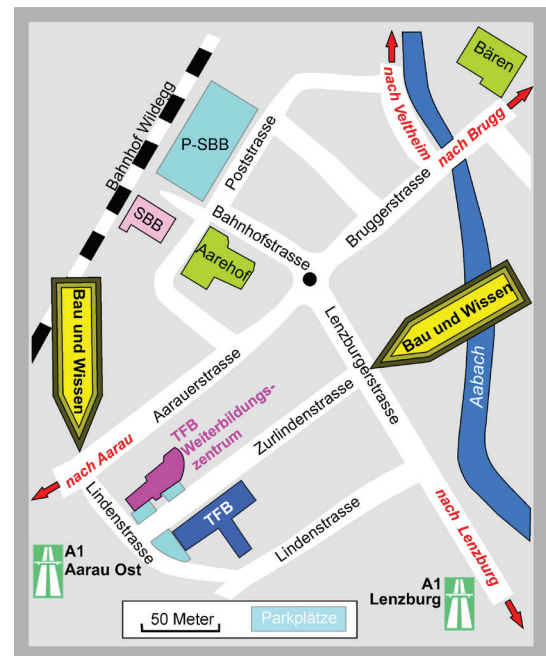 Bären
nach Veltheim
nach Brugg
Bahnhof Wildegg
P-SBB
Poststrasse
SBB
Bahnhofstrasse
Bruggerstrasse
Aarehof
Bau und Wissen
Bau und Wissen
Lenzburgerstrasse
Aabach
Aarauerstrasse
TFB
Weiterbildungs-
zentrum
Zurlindenstrasse
nach Aarau
Lindenstrasse
TFB
Lindenstrasse
nach Lenzburg
A1
Aarau Ost
A1
Lenzburg
50 Meter
Parkplätze